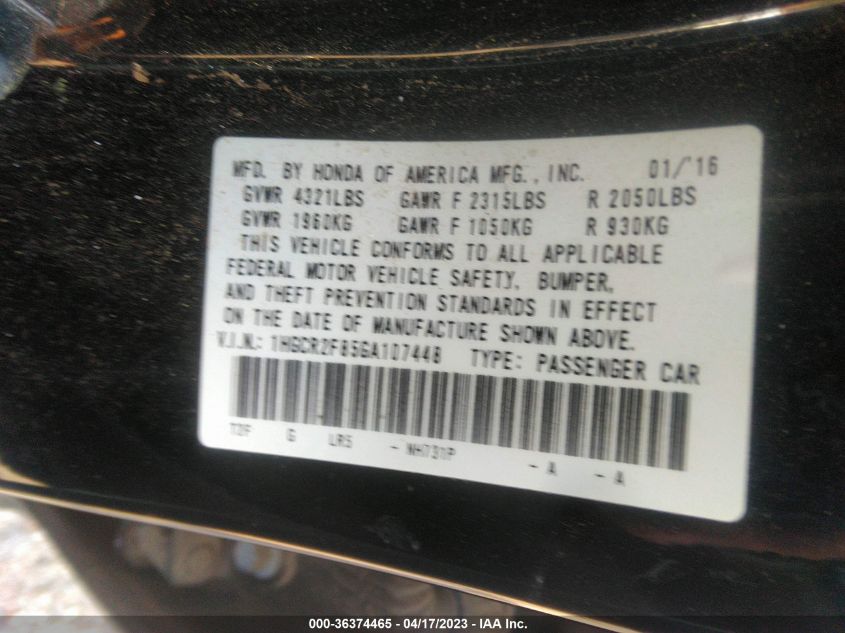 MFD. BY HONDA OF AMERICA MFG., INC. 01/'16
GVWR 4321LBS GAWR F 2315LBS R 2050LBS
GVWR 1960KG GAWR F 1050KG R 930KG
THIS VEHICLE CONFORMS TO ALL APPLICABLE
FEDERAL MOTOR VEHICLE SAFETY, BUMPER,
AND THEFT PREVENTION STANDARDS IN EFFECT
ON THE DATE OF MANUFACTURE SHOWN ABOVE.
V.I.N.: 1HGCR2F85GA107448 TYPE: PASSENGER CAR
T2F G LR5 - NH731P - A - A
000-36374465 - 04/17/2023 - IAA Inc.